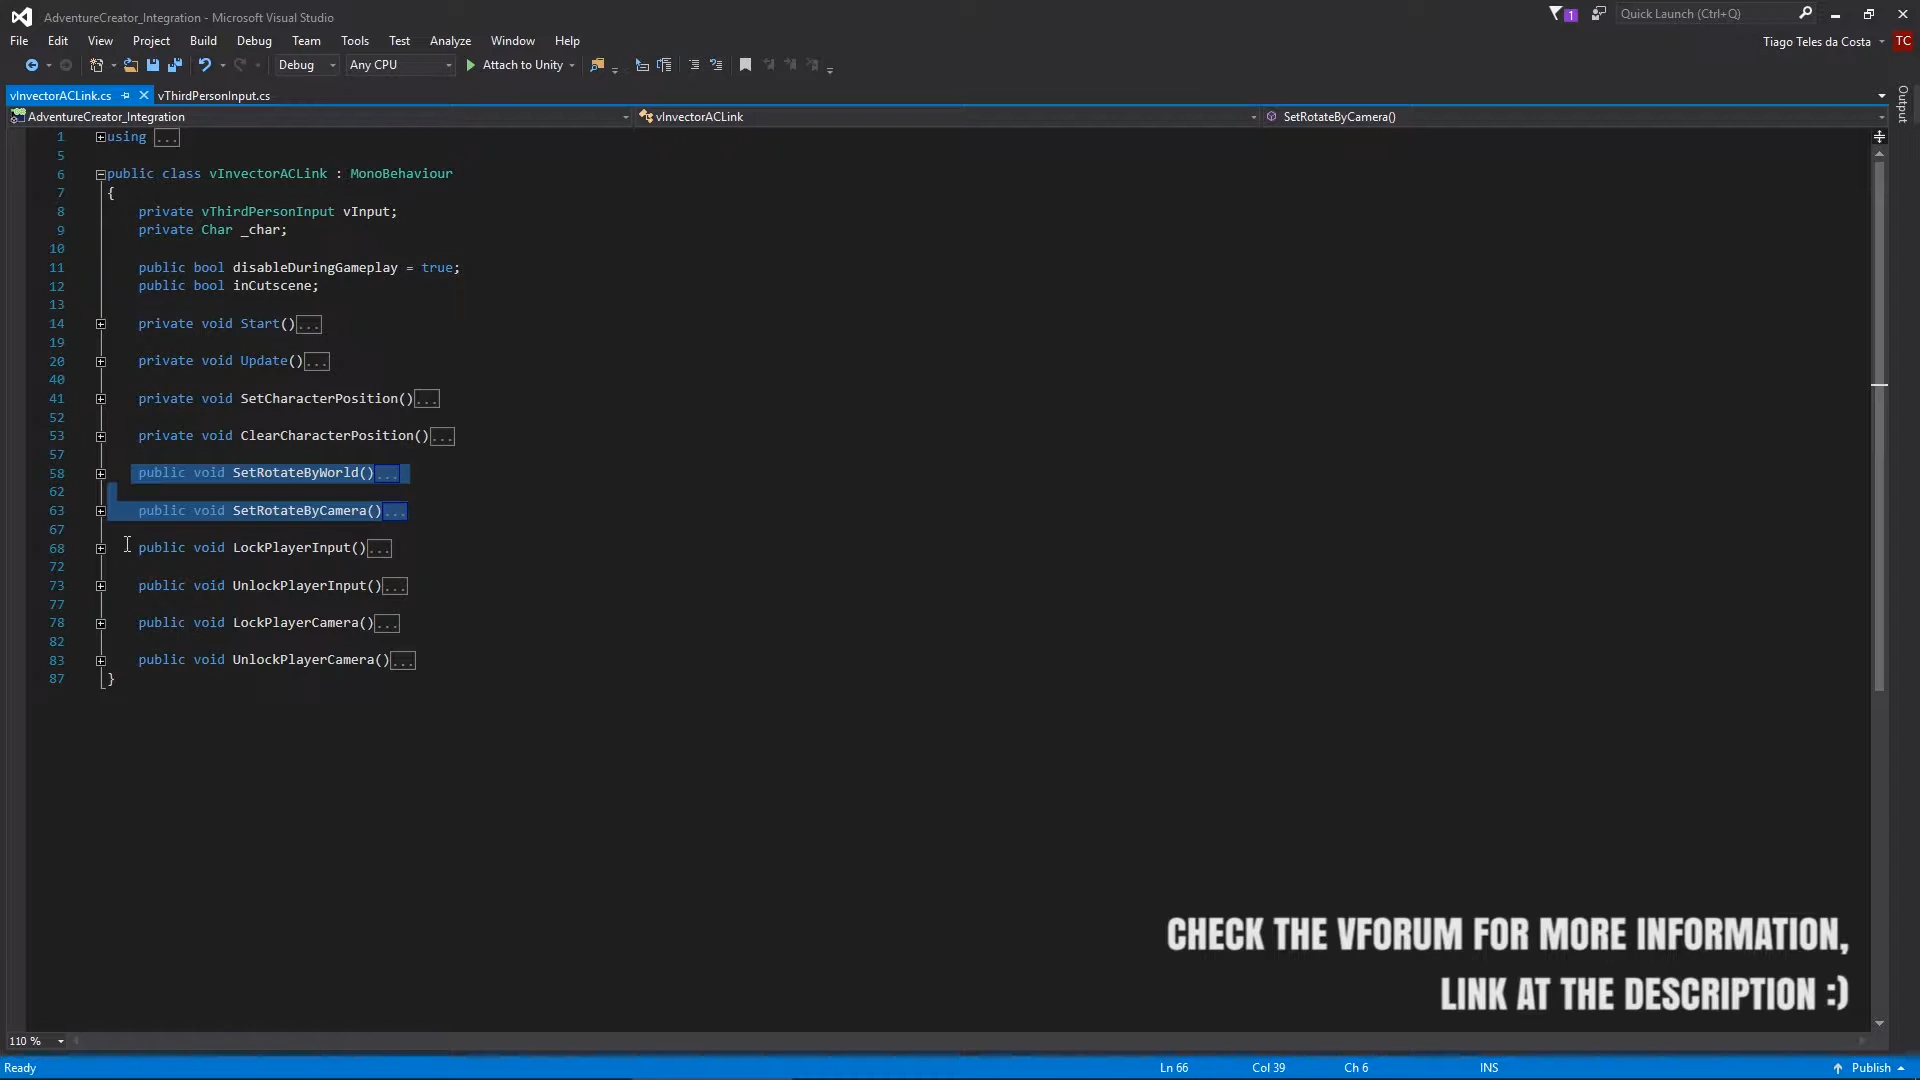 AdventureCreator_Integration - Microsoft Visual Studio
1
Quick Launch (Ctrl+Q)
File Edit View Project Build Debug Team Tools Test Analyze Window Help
Tiago Teles da Costa
TC
Debug
Any CPU
Attach to Unity
vInvectorACLink.cs
vThirdPersonInput.cs
Output
AdventureCreator_Integration
vInvectorACLink
SetRotateByCamera()
1 using ...
5
6 public class vInvectorACLink : MonoBehaviour
7 {
8 private vThirdPersonInput vInput;
9 private Char _char;
10
11 public bool disableDuringGameplay = true;
12 public bool inCutscene;
13
14 private void Start()...
19
20 private void Update()...
40
41 private void SetCharacterPosition()...
52
53 private void ClearCharacterPosition()...
57
58 public void SetRotateByWorld()...
62
63 public void SetRotateByCamera()...
67
68 public void LockPlayerInput()...
72
73 public void UnlockPlayerInput()...
77
78 public void LockPlayerCamera()...
82
83 public void UnlockPlayerCamera()...
87 }
CHECK THE VFORUM FOR MORE INFORMATION,
LINK AT THE DESCRIPTION :)
110 %
Ready
Ln 66
Col 39
Ch 6
INS
Publish